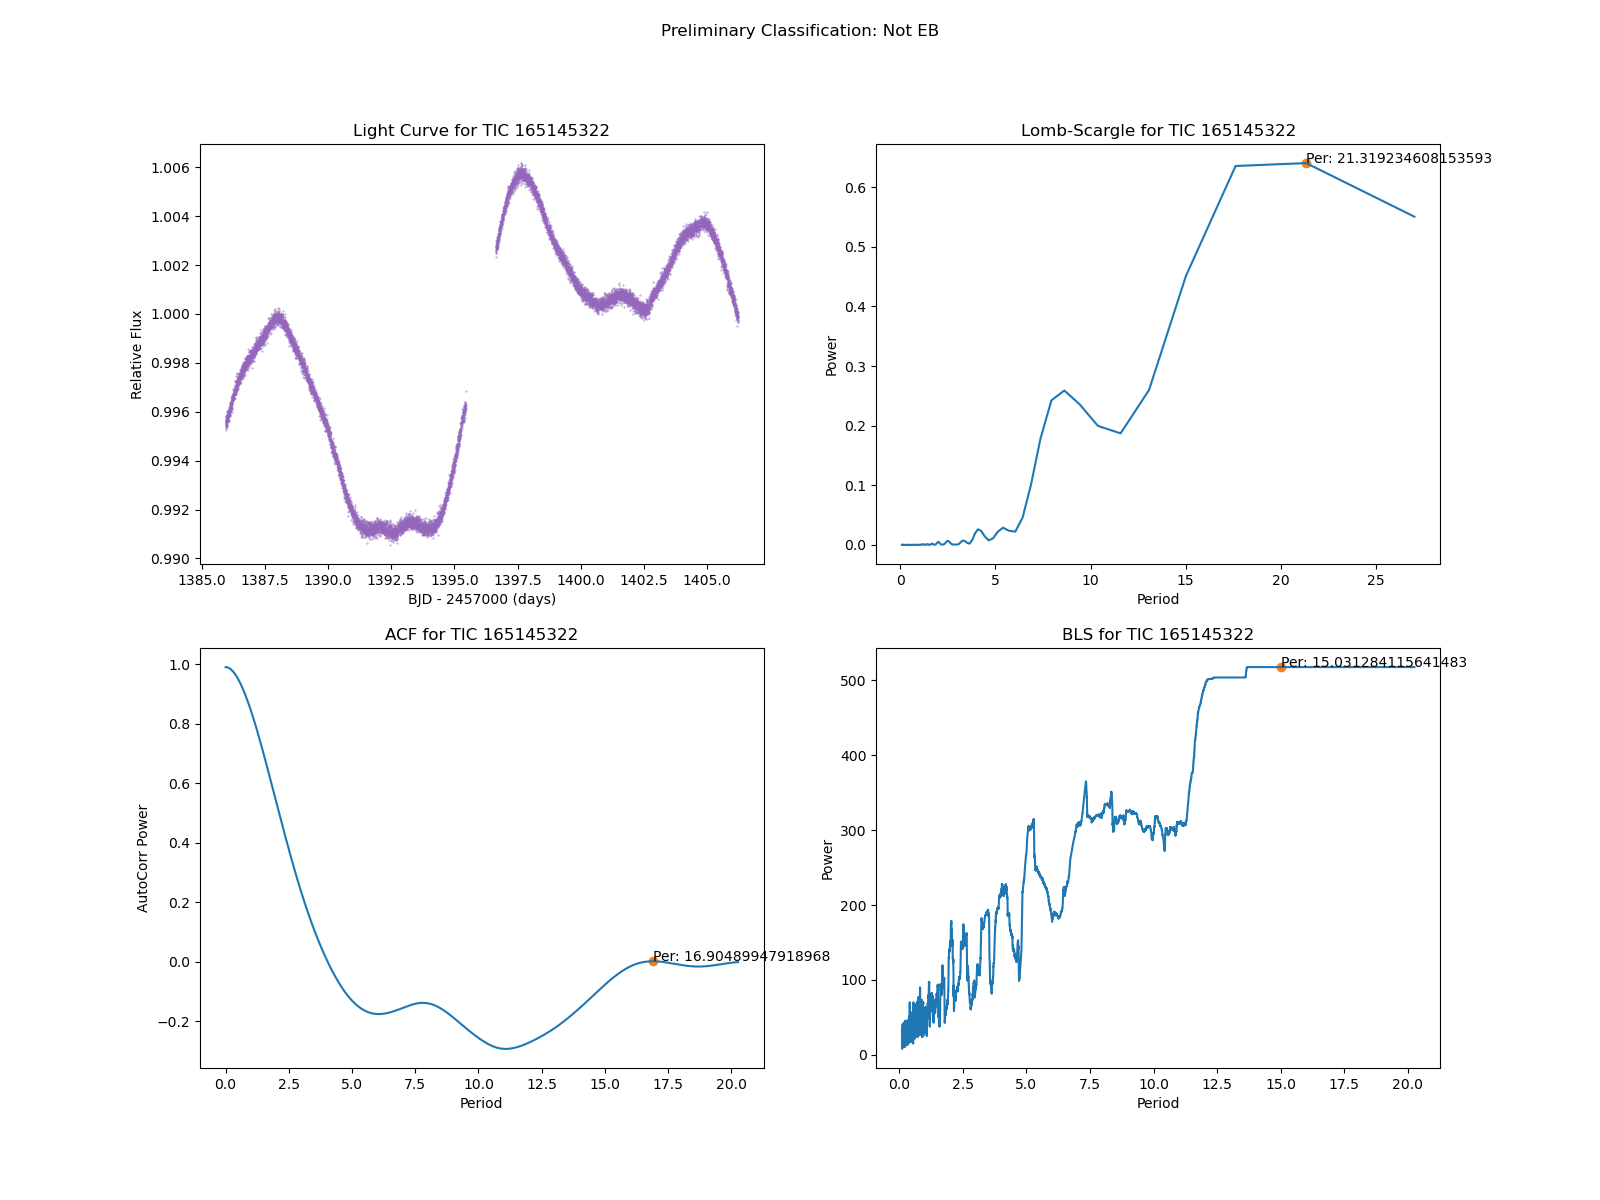 Preliminary Classification: Not EB
Light Curve for TIC 165145322
Relative Flux
1.006
1.004
1.002
1.000
0.998
0.996
0.994
0.992
0.990
1385.0 1387.5 1390.0 1392.5 1395.0 1397.5 1400.0 1402.5 1405.0
BJD - 2457000 (days)
Lomb-Scargle for TIC 165145322
Per: 21.319234608153593
Power
0.6
0.5
0.4
0.3
0.2
0.1
0.0
0 5 10 15 20 25
Period
ACF for TIC 165145322
AutoCorr Power
1.0
0.8
0.6
0.4
0.2
0.0
−0.2
Per: 16.90489947918968
0.0 2.5 5.0 7.5 10.0 12.5 15.0 17.5 20.0
Period
BLS for TIC 165145322
Per: 15.031284115641483
Power
500
400
300
200
100
0
0.0 2.5 5.0 7.5 10.0 12.5 15.0 17.5 20.0
Period